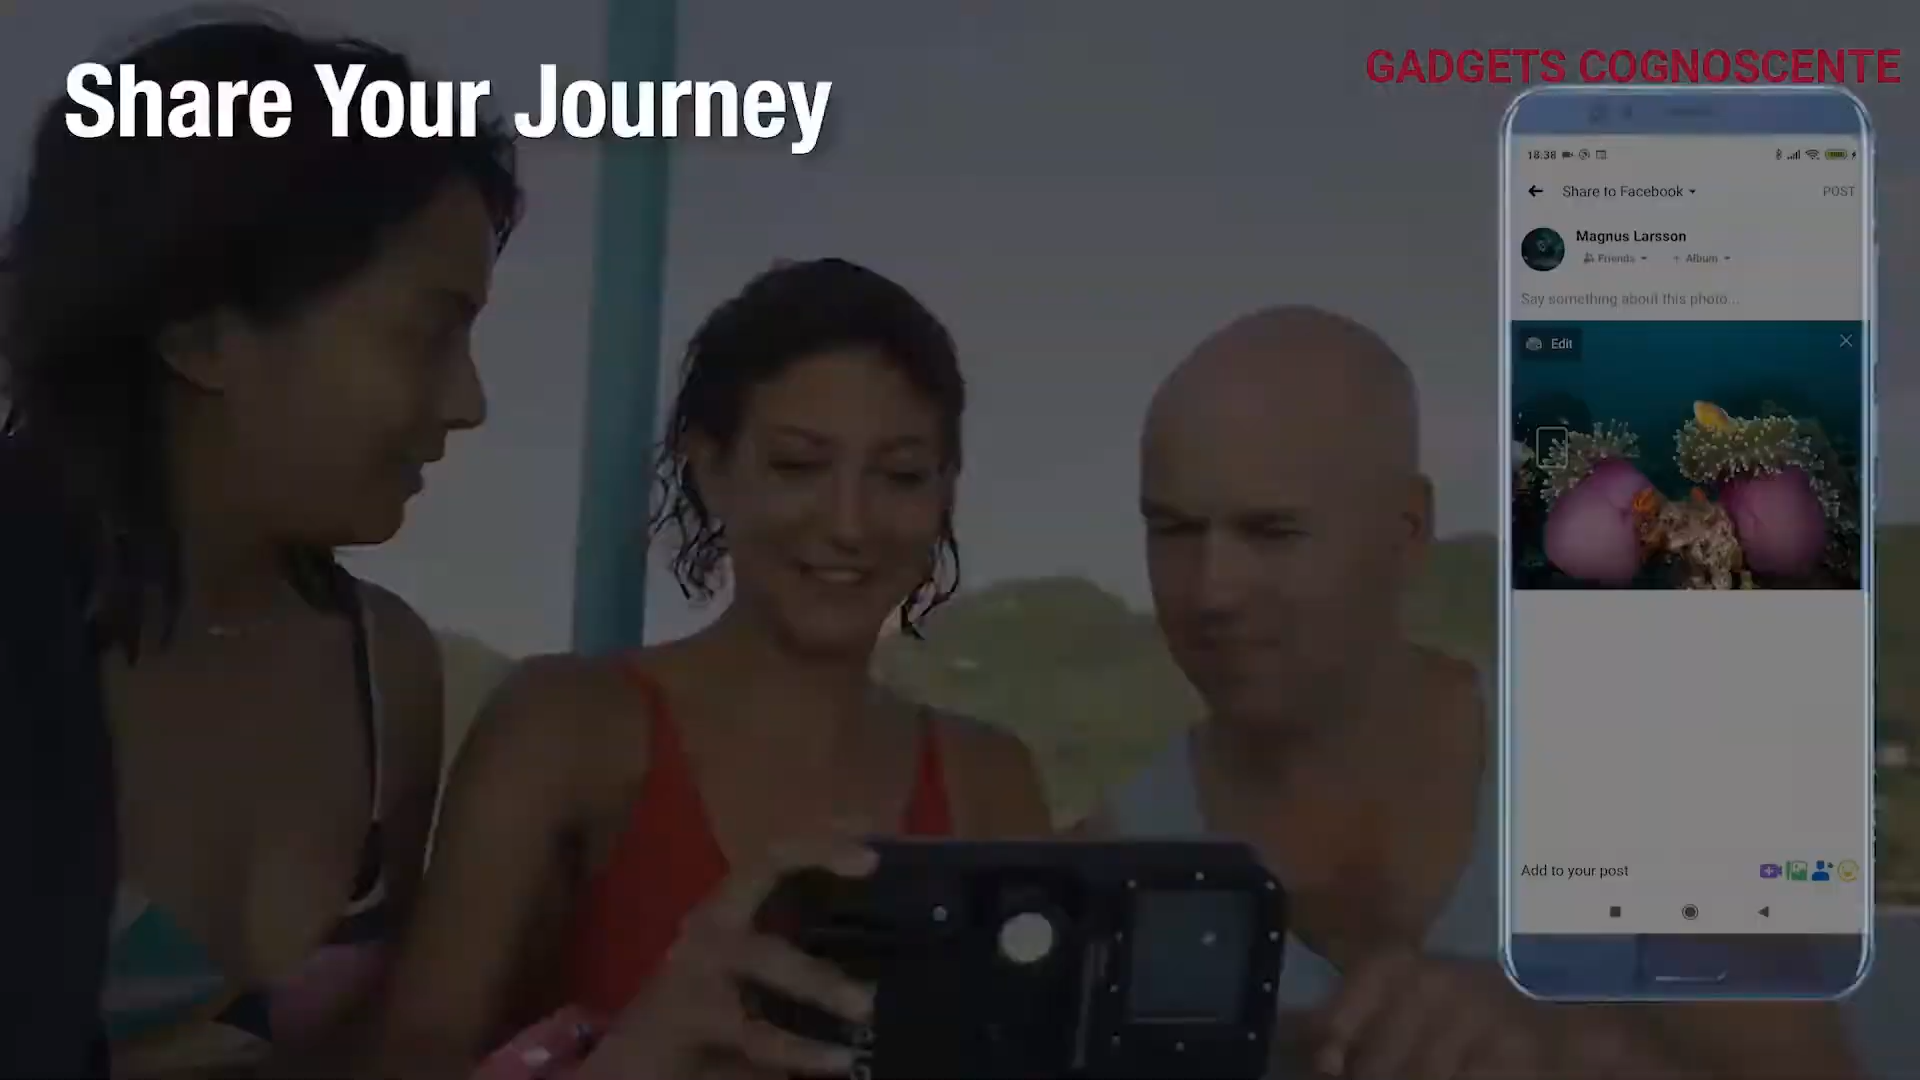 Share Your Journey
GADGETS COGNOSCENTE
18:38
Share to Facebook
POST
Magnus Larsson
Friends
+ Album
Say something about this photo...
Edit
Add to your post